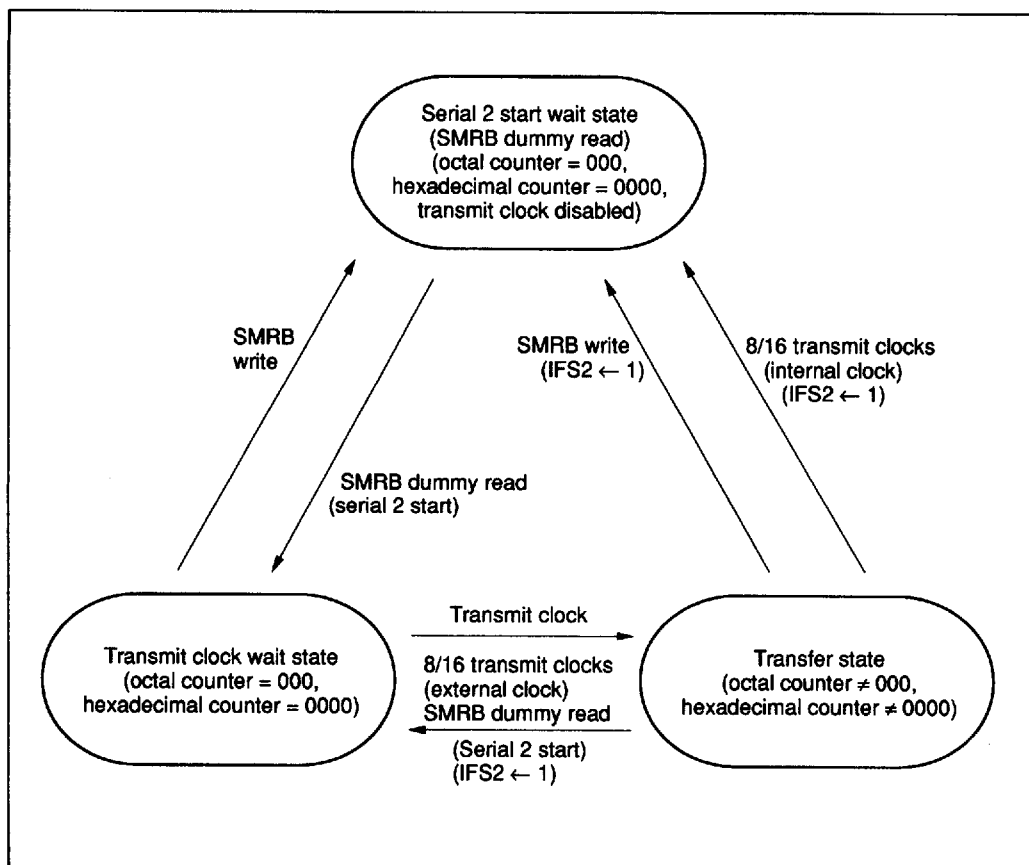 Serial 2 start wait state
(SMRB dummy read)
(octal counter = 000,
hexadecimal counter = 0000,
transmit clock disabled)
SMRB
write
SMRB write
(IFS2 ← 1)
8/16 transmit clocks
(internal clock)
(IFS2 ← 1)
SMRB dummy read
(serial 2 start)
Transmit clock wait state
(octal counter = 000,
hexadecimal counter = 0000)
Transmit clock
8/16 transmit clocks
(external clock)
SMRB dummy read
(Serial 2 start)
(IFS2 ← 1)
Transfer state
(octal counter ≠ 000,
hexadecimal counter ≠ 0000)